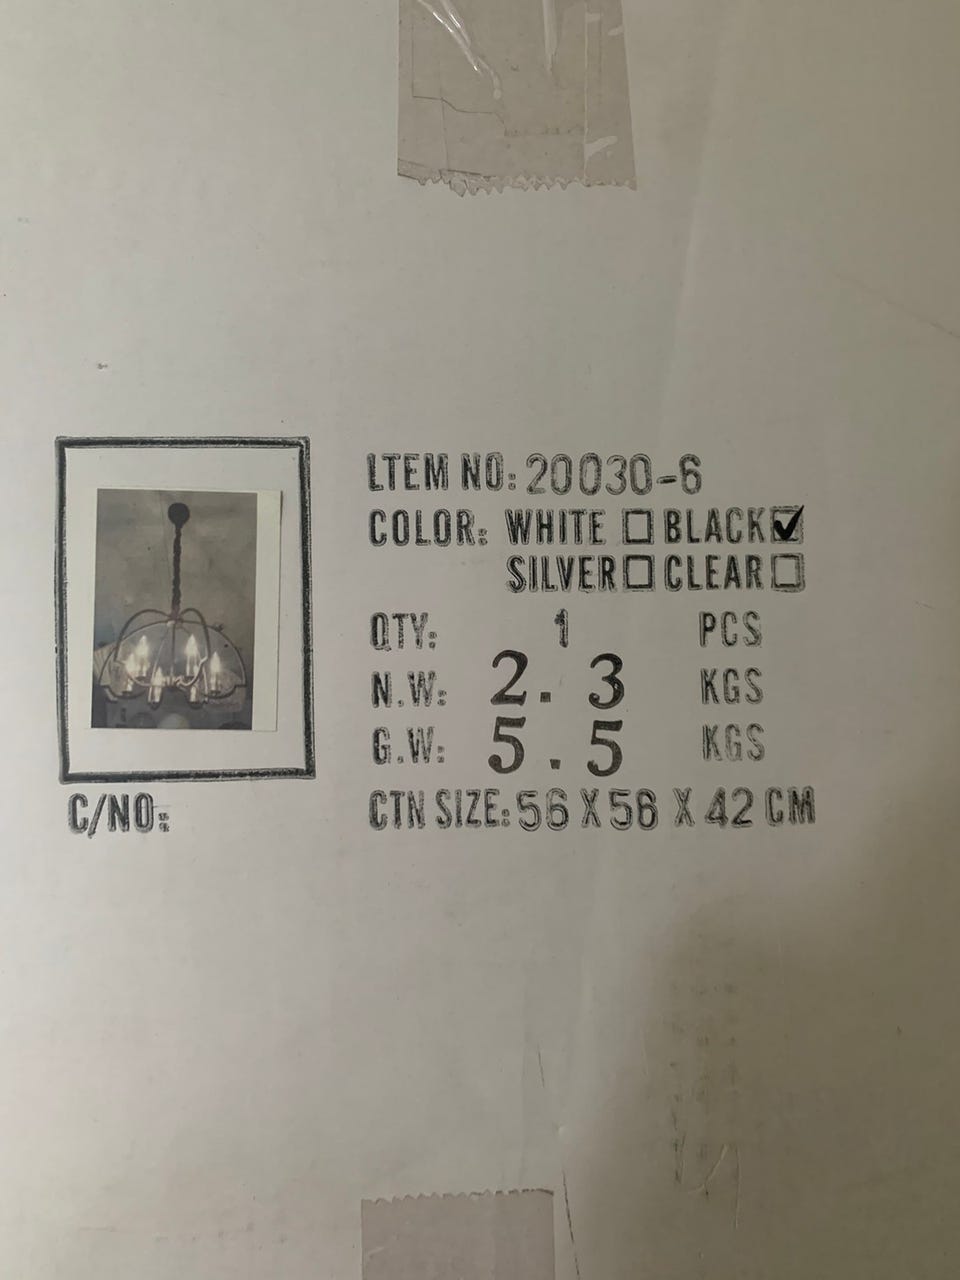 LTEM NO: 20030-6
COLOR: WHITE □ BLACK ☑
SILVER □ CLEAR □
QTY: 1 PCS
N.W: 2.3 KGS
G.W: 5.5 KGS
C/NO:
CTN SIZE: 56 X 56 X 42 CM